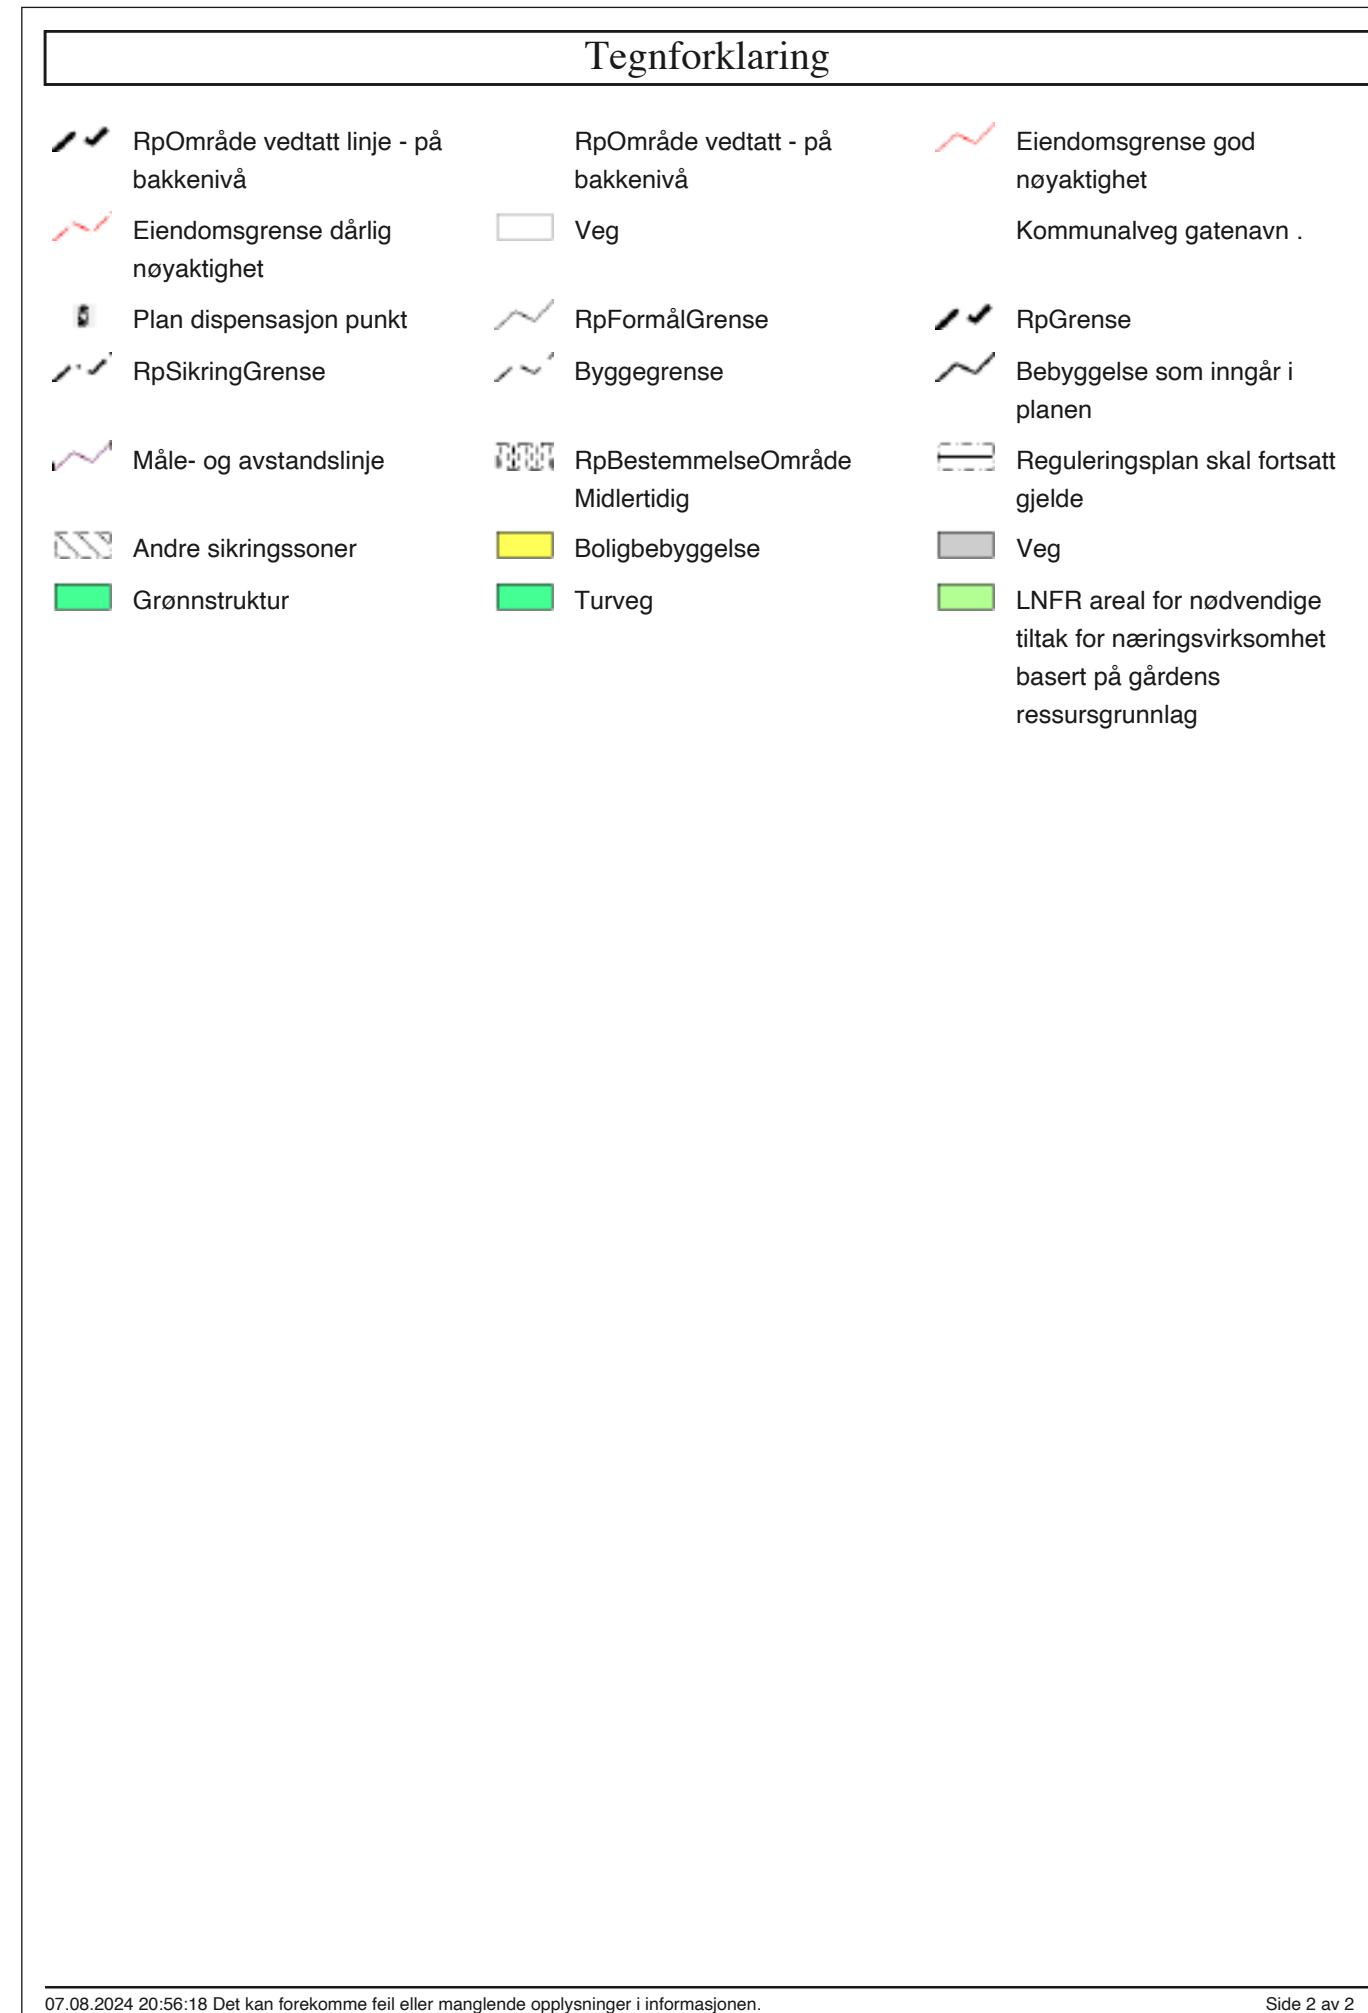 Tegnforklaring
RpOmråde vedtatt linje - på
bakkenivå
RpOmråde vedtatt - på
bakkenivå
Eiendomsgrense god
nøyaktighet
Eiendomsgrense dårlig
nøyaktighet
Veg
Kommunalveg gatenavn .
Plan dispensasjon punkt
RpFormålGrense
RpGrense
RpSikringGrense
Byggegrense
Bebyggelse som inngår i
planen
Måle- og avstandslinje
RpBestemmelseOmråde
Midlertidig
Reguleringsplan skal fortsatt
gjelde
Andre sikringssoner
Boligbebyggelse
Veg
Grønnstruktur
Turveg
LNFR areal for nødvendige
tiltak for næringsvirksomhet
basert på gårdens
ressursgrunnlag
07.08.2024 20:56:18 Det kan forekomme feil eller manglende opplysninger i informasjonen.
Side 2 av 2